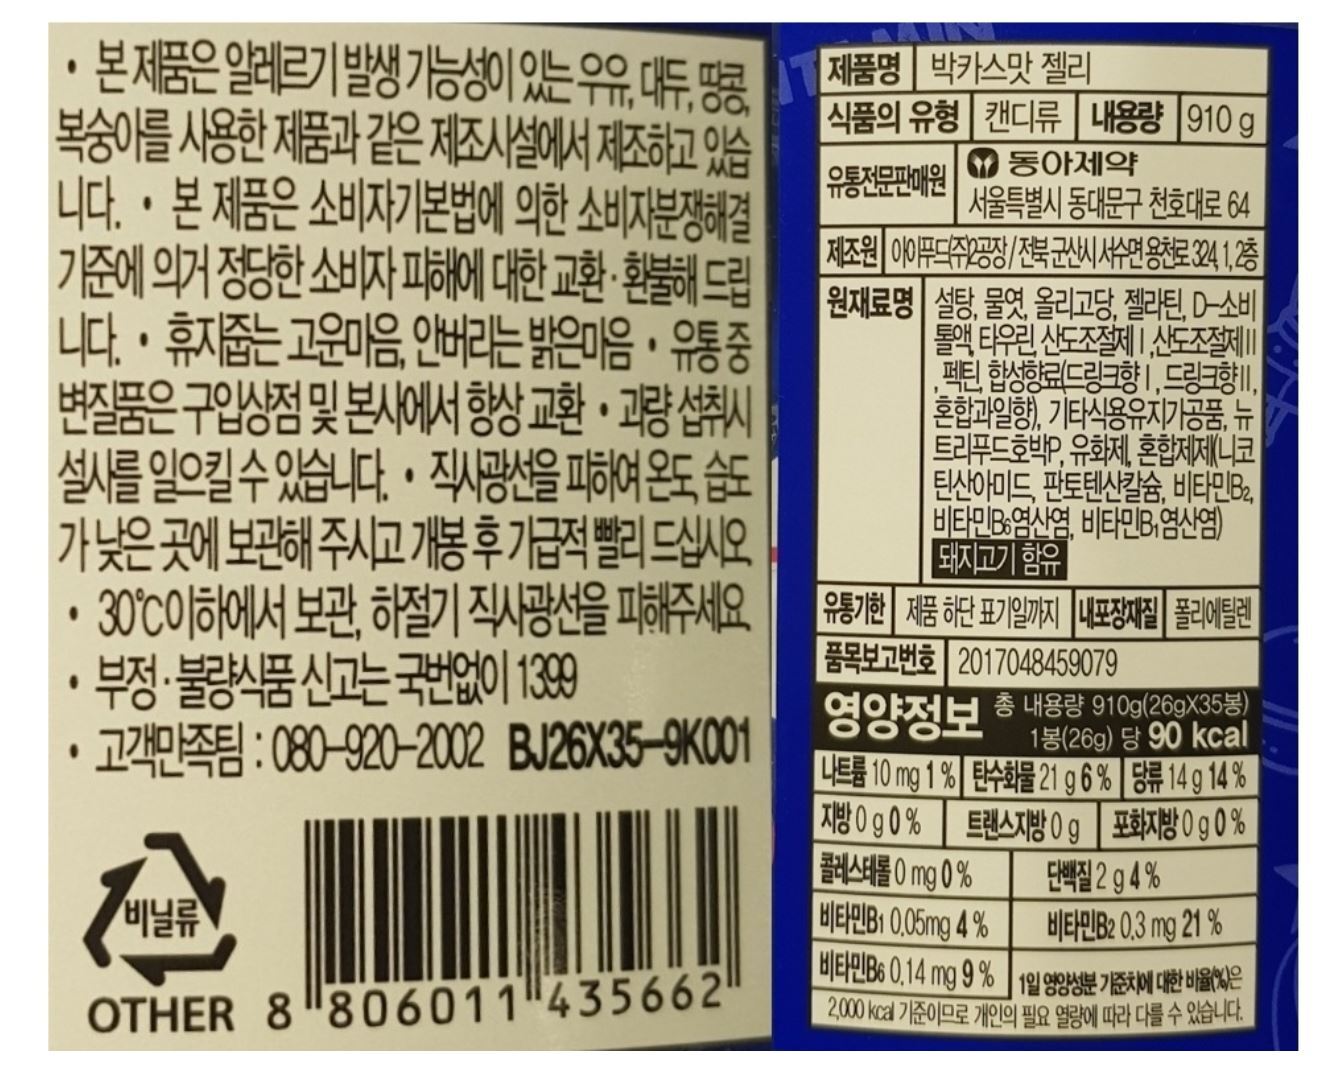 • 본 제품은 알레르기 발생 가능성이 있는 우유, 대두, 땅콩,
복숭아를 사용한 제품과 같은 제조시설에서 제조하고 있습
니다. • 본 제품은 소비자기본법에 의한 소비자분쟁해결
기준에 의거 정당한 소비자 피해에 대한 교환·환불해 드립
니다. • 휴지줍는 고운마음, 안버리는 밝은마음 • 유통 중
변질품은 구입상점 및 본사에서 항상 교환 • 과량 섭취시
설사를 일으킬 수 있습니다. • 직사광선을 피하여 온도, 습도
가 낮은 곳에 보관해 주시고 개봉 후 가급적 빨리 드십시오
• 30℃이하에서 보관, 하절기 직사광선을 피해주세요
• 부정·불량식품 신고는 국번없이 1399
• 고객만족팀 : 080-920-2002 BJ26X35-9K001
비닐류
OTHER
8 806011 435662
제품명 박카스맛 젤리
식품의 유형 캔디류 내용량 910 g
유통전문판매원 동아제약
서울특별시 동대문구 천호대로 64
제조원 아이푸드(주)2공장 / 전북 군산시 서수면 용천로 324, 1, 2층
원재료명 설탕, 물엿, 올리고당, 젤라틴, D-소비
톨액, 타우린, 산도조절제 I, 산도조절제 II
, 펙틴, 합성향료(드링크향 I, 드링크향 II,
혼합과일향), 기타식용유지가공품, 뉴
트리푸드호박P, 유화제, 혼합제제(니코
틴산아미드, 판토텐산칼슘, 비타민B2,
비타민B6염산염, 비타민B1염산염)
돼지고기 함유
유통기한 제품 하단 표기일까지 내포장재질 폴리에틸렌
품목보고번호 2017048459079
영양정보 총 내용량 910g(26gX35봉)
1봉(26g) 당 90 kcal
나트륨 10 mg 1 % 탄수화물 21 g 6 % 당류 14 g 14 %
지방 0 g 0 % 트랜스지방 0 g 포화지방 0 g 0 %
콜레스테롤 0 mg 0 % 단백질 2 g 4 %
비타민B1 0.05mg 4 % 비타민B2 0.3 mg 21 %
비타민B6 0.14 mg 9 % 1일 영양성분 기준치에 대한 비율(%)은
2,000 kcal 기준이므로 개인의 필요 열량에 따라 다를 수 있습니다.